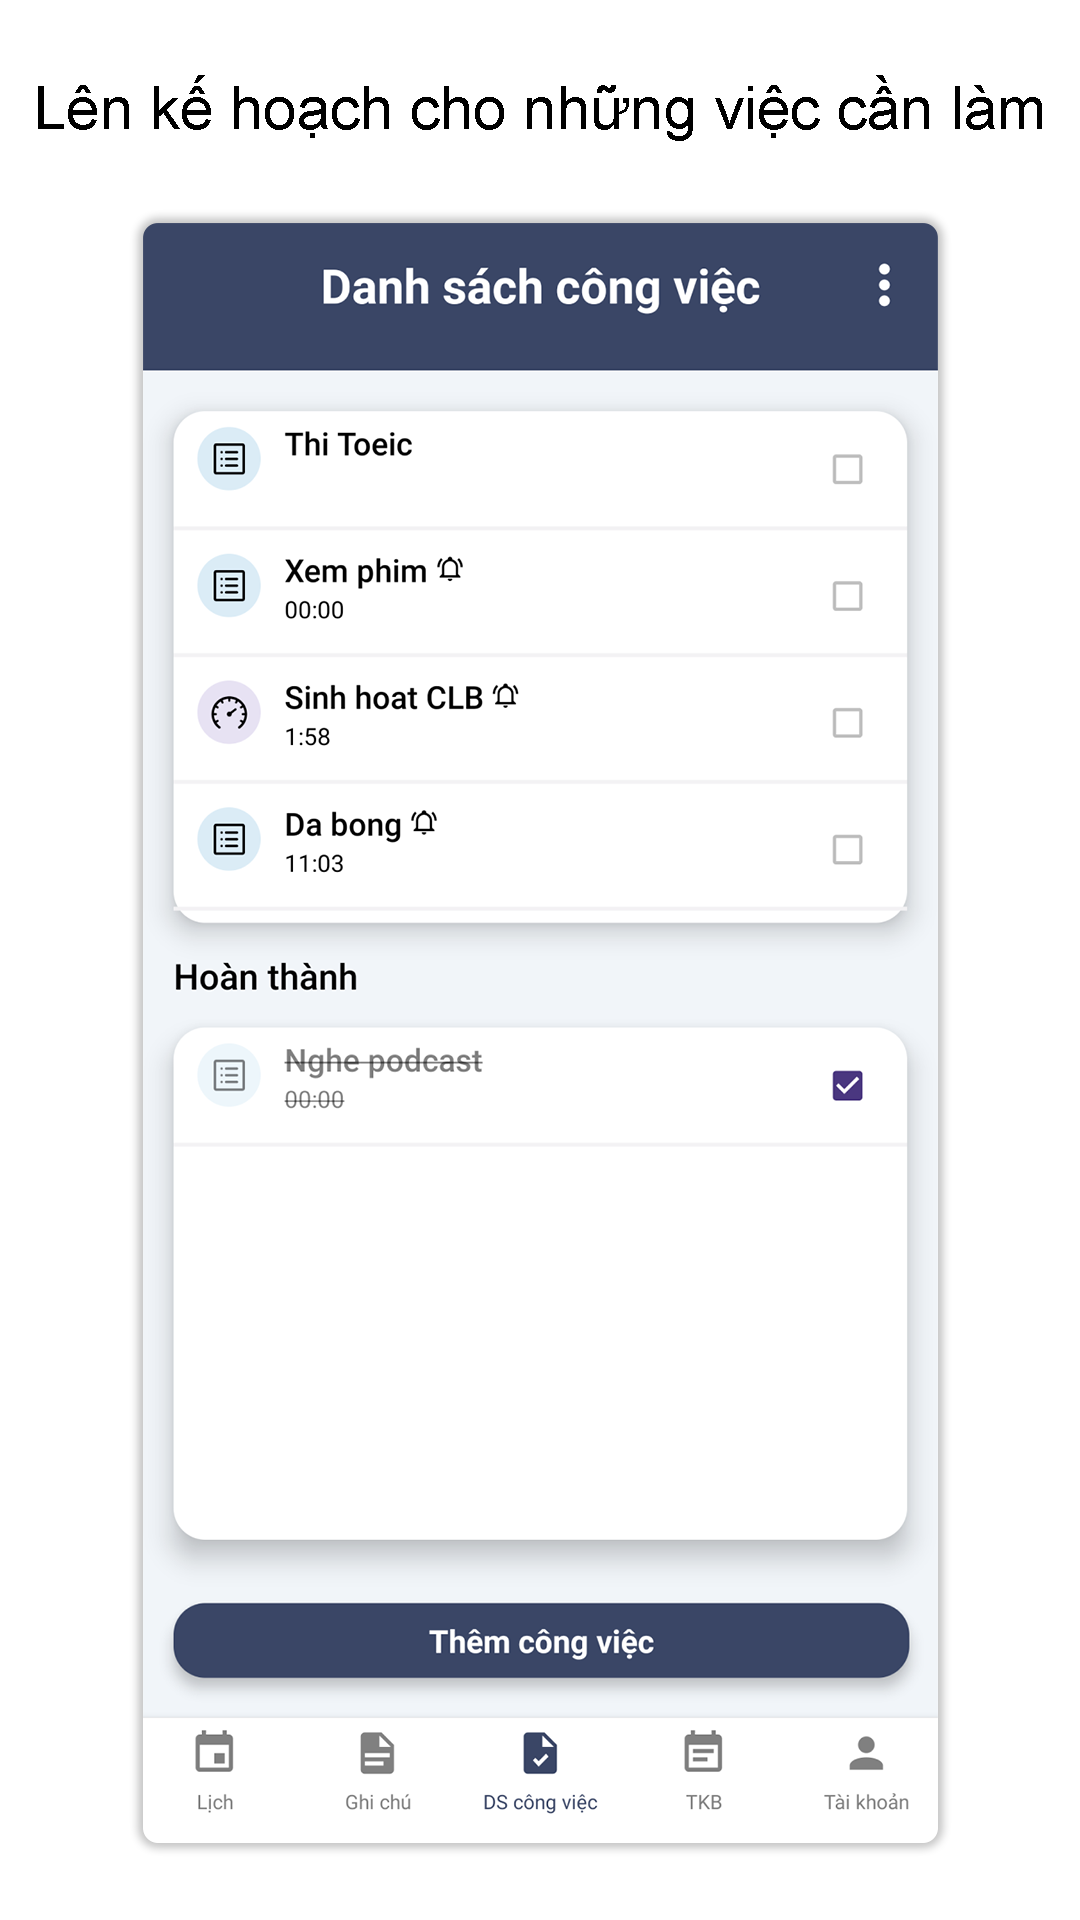 Lên kế hoạch cho những việc cần làm
Danh sách công việc
Thi Toeic
Xem phim
00:00
Sinh hoat CLB
1:58
Da bong
11:03
Hoàn thành
Nghe podcast
00:00
Thêm công việc
Lịch
Ghi chú
DS công việc
TKB
Tài khoản